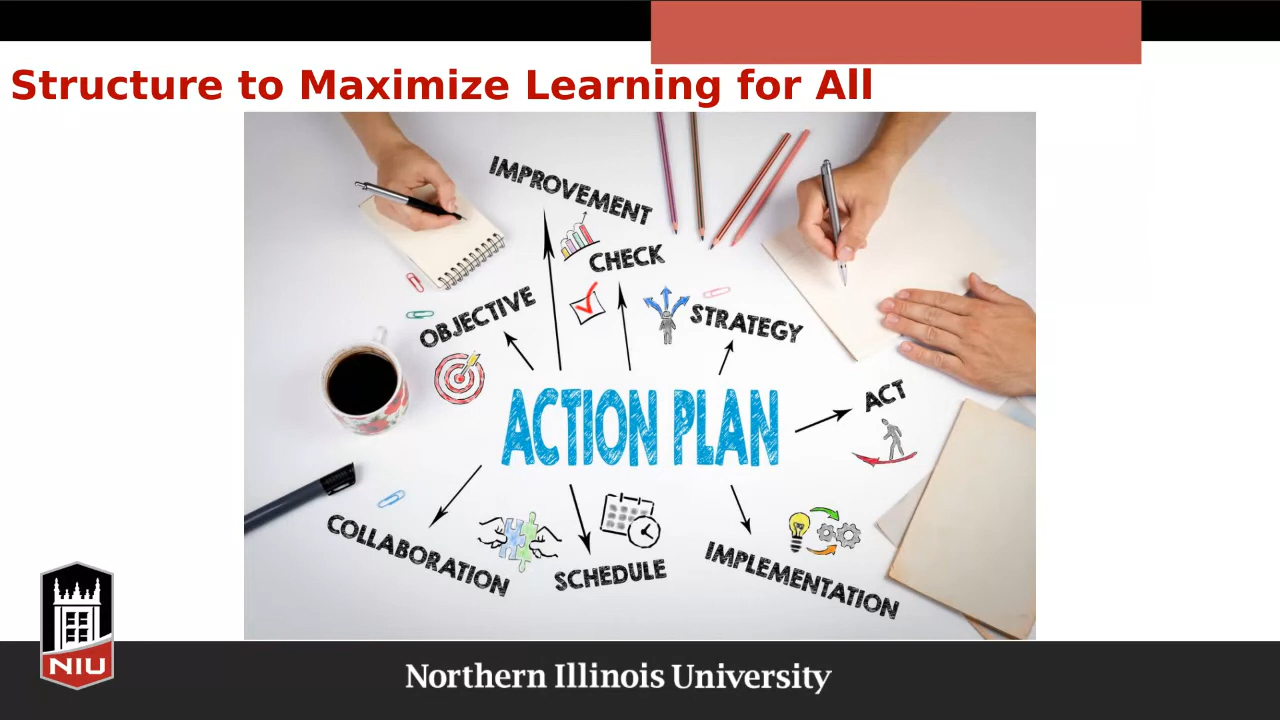 Structure to Maximize Learning for All
IMPROVEMENT
CHECK
OBJECTIVE
STRATEGY
ACTION PLAN
ACT
COLLABORATION
SCHEDULE
IMPLEMENTATION
NIU
Northern Illinois University